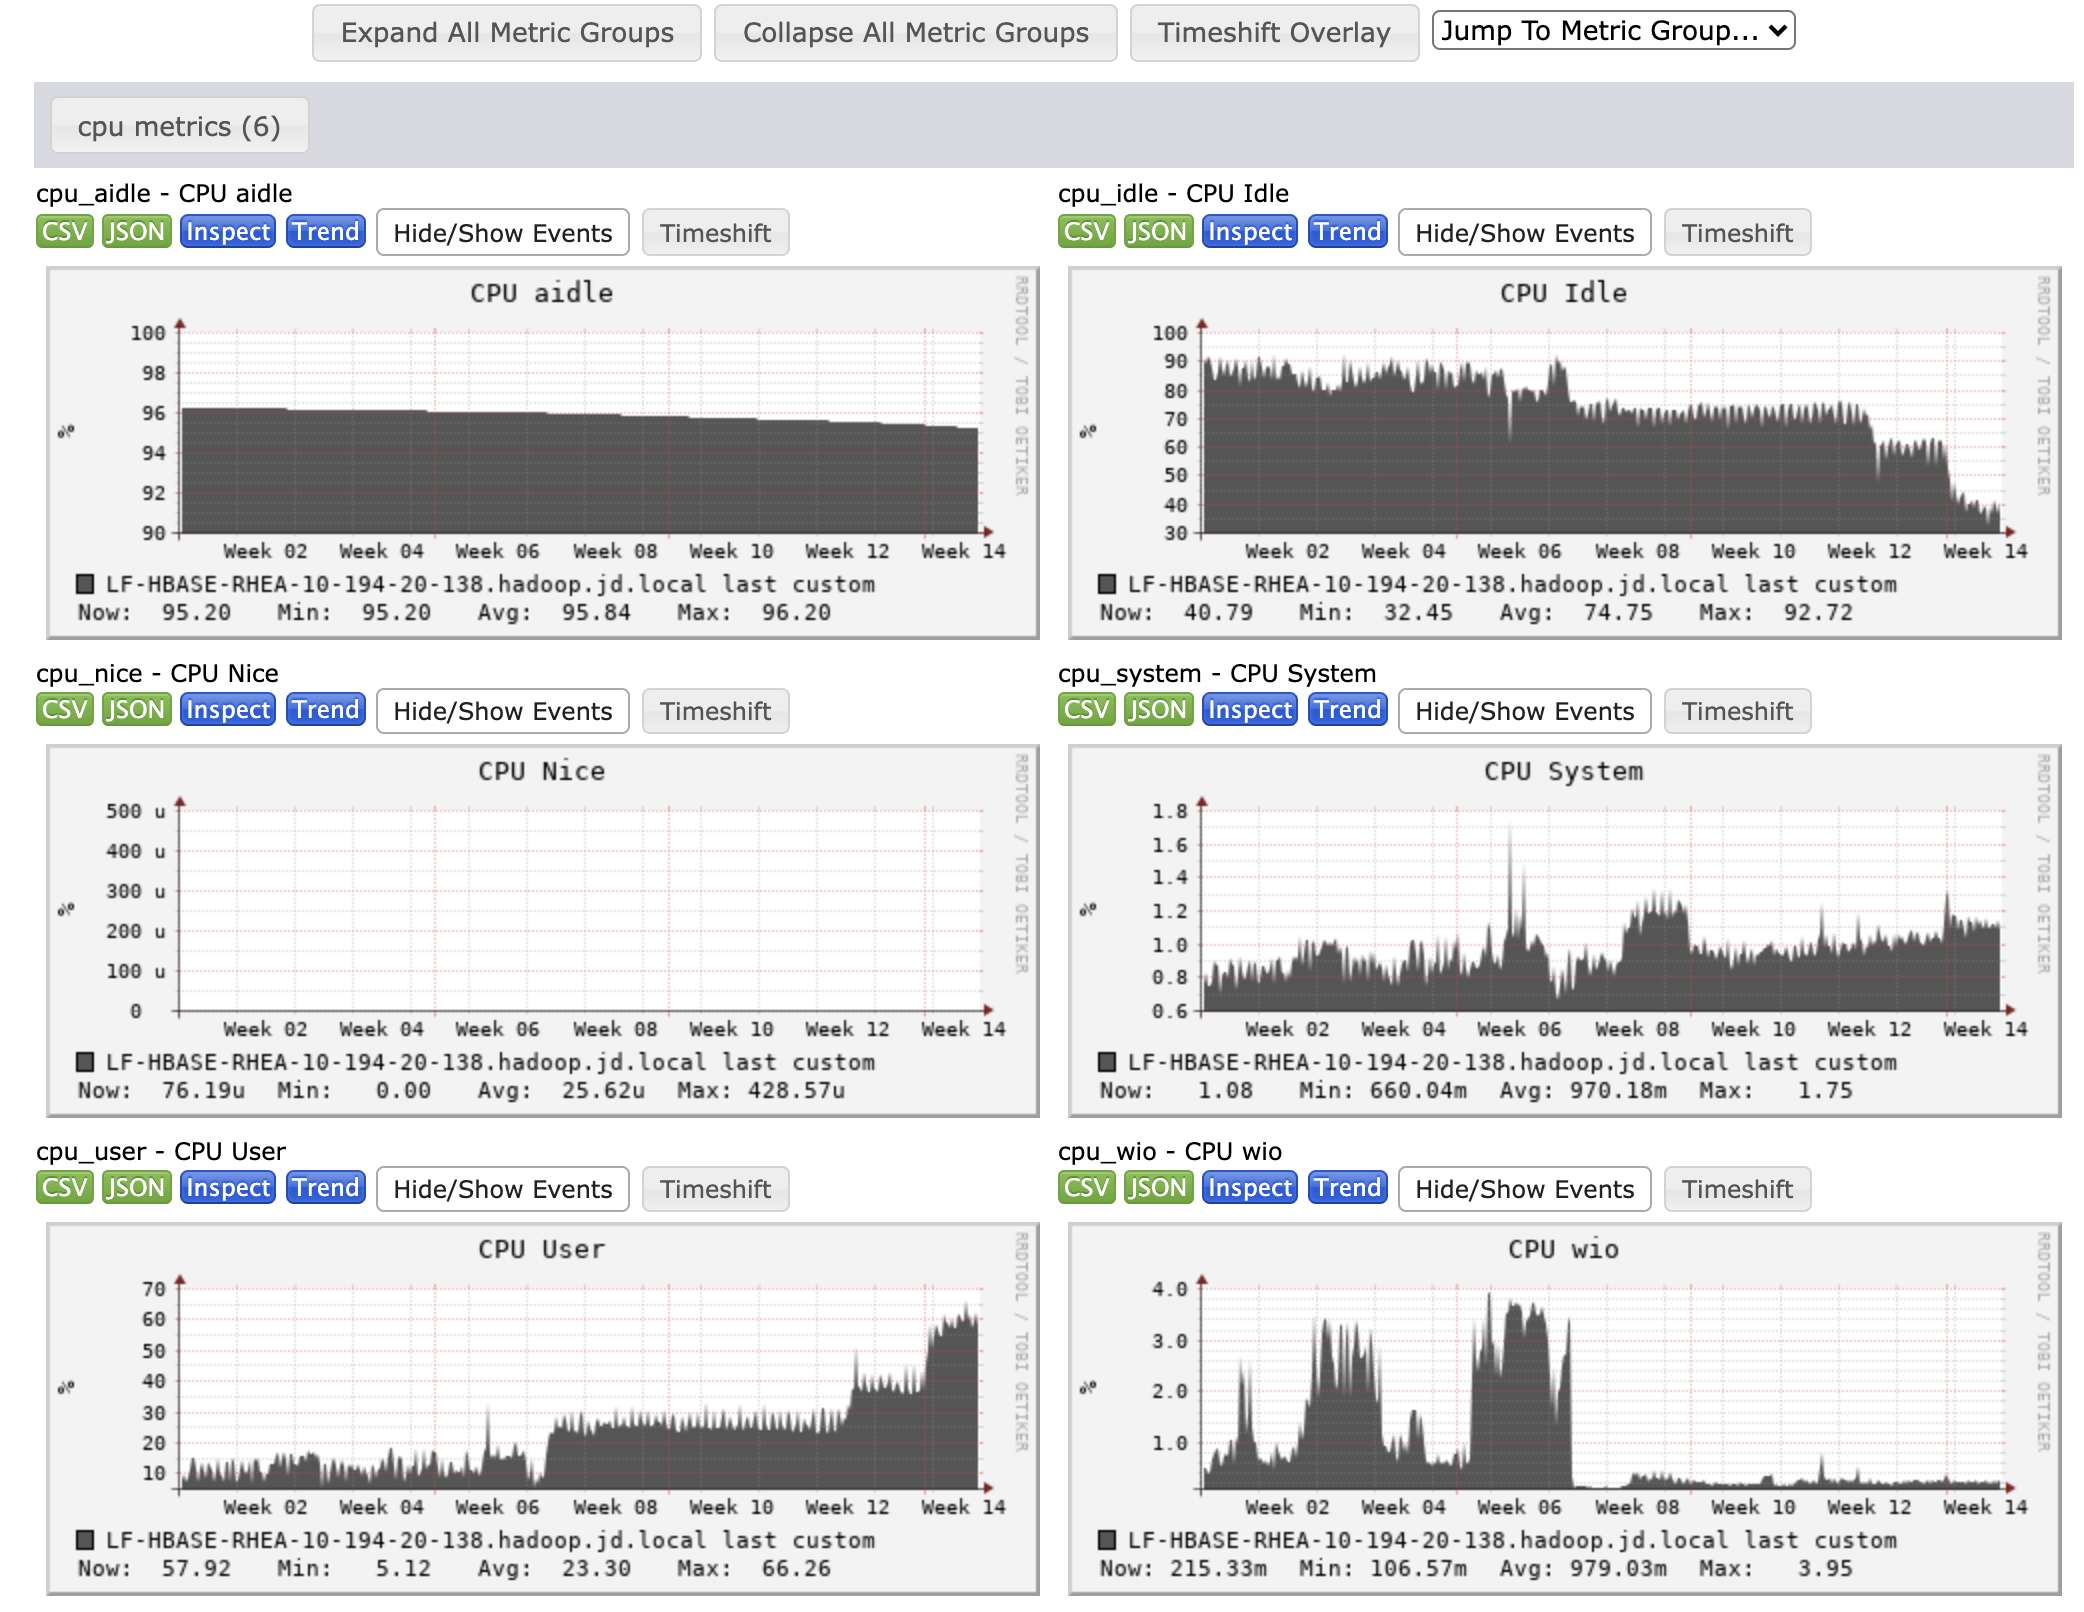 Expand All Metric Groups Collapse All Metric Groups Timeshift Overlay Jump To Metric Group...
cpu metrics (6)
cpu_aidle - CPU aidle
CSV JSON Inspect Trend Hide/Show Events Timeshift
CPU aidle
RRDTOOL / TOBI OETIKER
100
98
96
94
92
90
%
Week 02 Week 04 Week 06 Week 08 Week 10 Week 12 Week 14
LF-HBASE-RHEA-10-194-20-138.hadoop.jd.local last custom
Now: 95.20 Min: 95.20 Avg: 95.84 Max: 96.20
cpu_idle - CPU Idle
CSV JSON Inspect Trend Hide/Show Events Timeshift
CPU Idle
RRDTOOL / TOBI OETIKER
100
90
80
70
60
50
40
30
%
Week 02 Week 04 Week 06 Week 08 Week 10 Week 12 Week 14
LF-HBASE-RHEA-10-194-20-138.hadoop.jd.local last custom
Now: 40.79 Min: 32.45 Avg: 74.75 Max: 92.72
cpu_nice - CPU Nice
CSV JSON Inspect Trend Hide/Show Events Timeshift
CPU Nice
RRDTOOL / TOBI OETIKER
500 u
400 u
300 u
200 u
100 u
0
%
Week 02 Week 04 Week 06 Week 08 Week 10 Week 12 Week 14
LF-HBASE-RHEA-10-194-20-138.hadoop.jd.local last custom
Now: 76.19u Min: 0.00 Avg: 25.62u Max: 428.57u
cpu_system - CPU System
CSV JSON Inspect Trend Hide/Show Events Timeshift
CPU System
RRDTOOL / TOBI OETIKER
1.8
1.6
1.4
1.2
1.0
0.8
0.6
%
Week 02 Week 04 Week 06 Week 08 Week 10 Week 12 Week 14
LF-HBASE-RHEA-10-194-20-138.hadoop.jd.local last custom
Now: 1.08 Min: 660.04m Avg: 970.18m Max: 1.75
cpu_user - CPU User
CSV JSON Inspect Trend Hide/Show Events Timeshift
CPU User
RRDTOOL / TOBI OETIKER
70
60
50
40
30
20
10
%
Week 02 Week 04 Week 06 Week 08 Week 10 Week 12 Week 14
LF-HBASE-RHEA-10-194-20-138.hadoop.jd.local last custom
Now: 57.92 Min: 5.12 Avg: 23.30 Max: 66.26
cpu_wio - CPU wio
CSV JSON Inspect Trend Hide/Show Events Timeshift
CPU wio
RRDTOOL / TOBI OETIKER
4.0
3.0
2.0
1.0
%
Week 02 Week 04 Week 06 Week 08 Week 10 Week 12 Week 14
LF-HBASE-RHEA-10-194-20-138.hadoop.jd.local last custom
Now: 215.33m Min: 106.57m Avg: 979.03m Max: 3.95